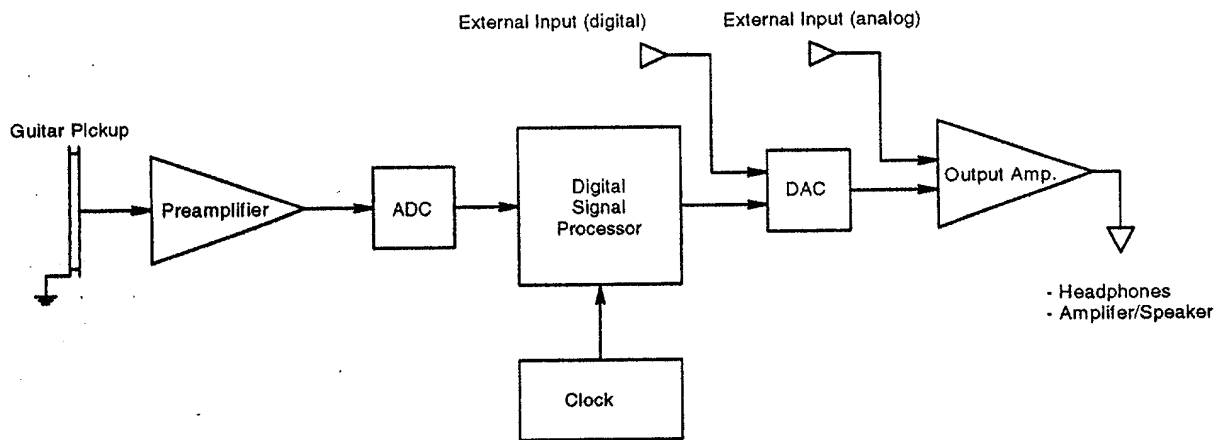 External Input (digital)
External Input (analog)
Guitar Pickup
Preamplifier
ADC
Digital
Signal
Processor
DAC
Output Amp.
- Headphones
- Amplifer/Speaker
Clock